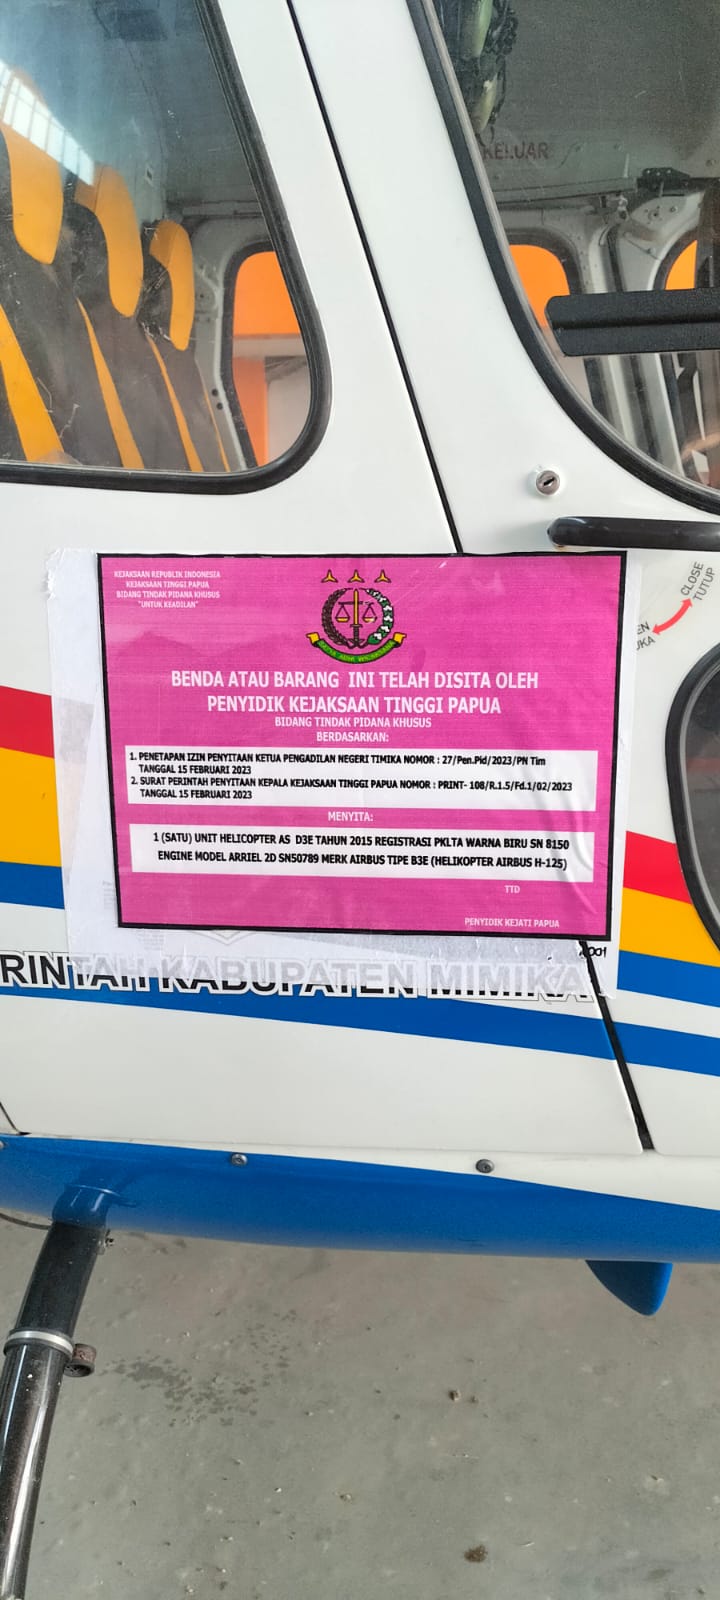 KELUAR
CLOSE
TUTUP
KEJAKSAAN REPUBLIK INDONESIA
KEJAKSAAN TINGGI PAPUA
BIDANG TINDAK PIDANA KHUSUS
"UNTUK KEADILAN"
SATYA ADHI WICAKSANA
BENDA ATAU BARANG INI TELAH DISITA OLEH
PENYIDIK KEJAKSAAN TINGGI PAPUA
BIDANG TINDAK PIDANA KHUSUS
BERDASARKAN:
1. PENETAPAN IZIN PENYITAAN KETUA PENGADILAN NEGERI TIMIKA NOMOR : 27/Pen.Pid/2023/PN Tim
TANGGAL 15 FEBRUARI 2023
2. SURAT PERINTAH PENYITAAN KEPALA KEJAKSAAN TINGGI PAPUA NOMOR : PRINT- 108/R.1.5/Fd.1/02/2023
TANGGAL 15 FEBRUARI 2023
MENYITA:
1 (SATU) UNIT HELICOPTER AS D3E TAHUN 2015 REGISTRASI PKLTA WARNA BIRU SN 8150
ENGINE MODEL ARRIEL 2D SN50789 MERK AIRBUS TIPE B3E (HELIKOPTER AIRBUS H-125)
TTD
PENYIDIK KEJATI PAPUA
RINTAH KABUPATEN MIMIKA